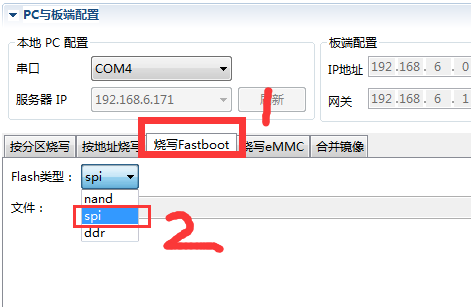 PC与板端配置
本地 PC 配置
串口 COM4
服务器 IP 192.168.6.171 刷新
板端配置
IP地址 192 .168 . 6 . 0
网关 192 .168 . 6 . 1
1
按分区烧写 按地址烧写 烧写Fastboot 烧写eMMC 合并镜像
Flash类型： spi
nand
spi
ddr
文件：
2